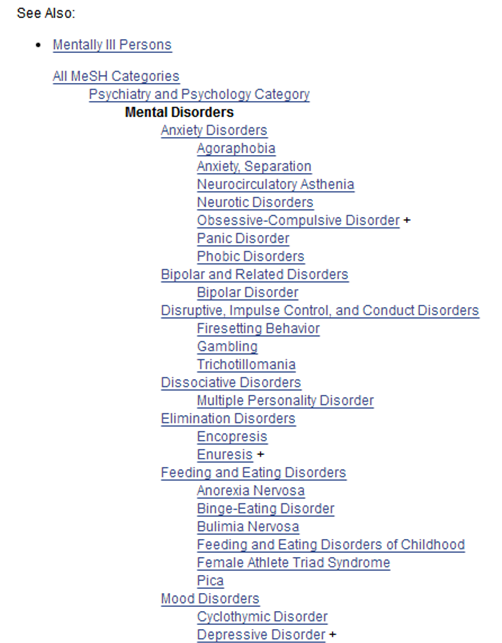 See Also:
• Mentally Ill Persons
All MeSH Categories
Psychiatry and Psychology Category
Mental Disorders
Anxiety Disorders
Agoraphobia
Anxiety, Separation
Neurocirculatory Asthenia
Neurotic Disorders
Obsessive-Compulsive Disorder +
Panic Disorder
Phobic Disorders
Bipolar and Related Disorders
Bipolar Disorder
Disruptive, Impulse Control, and Conduct Disorders
Firesetting Behavior
Gambling
Trichotillomania
Dissociative Disorders
Multiple Personality Disorder
Elimination Disorders
Encopresis
Enuresis +
Feeding and Eating Disorders
Anorexia Nervosa
Binge-Eating Disorder
Bulimia Nervosa
Feeding and Eating Disorders of Childhood
Female Athlete Triad Syndrome
Pica
Mood Disorders
Cyclothymic Disorder
Depressive Disorder +